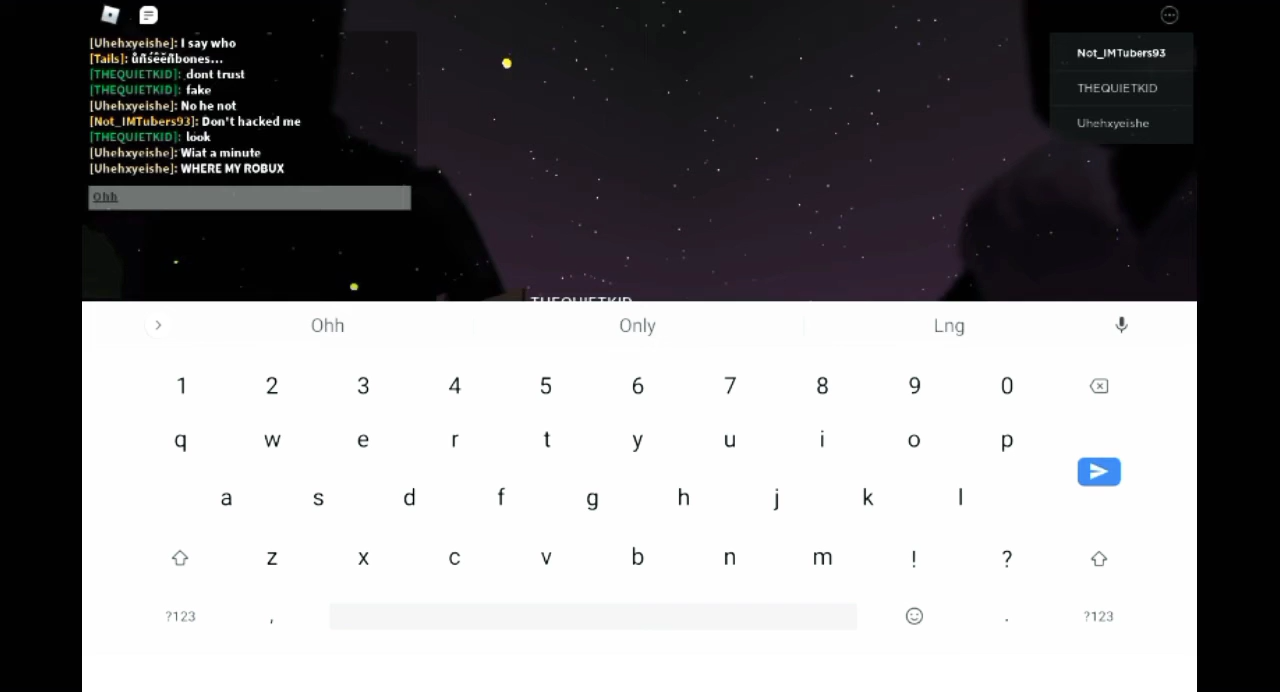 [Uhehxyeishe]: I say who
[Tails]: ůñśëëñbones...
[THEQUIETKID]: dont trust
[THEQUIETKID]: fake
[Uhehxyeishe]: No he not
[Not_IMTubers93]: Don't hacked me
[THEQUIETKID]: look
[Uhehxyeishe]: Wiat a minute
[Uhehxyeishe]: WHERE MY ROBUX
Ohh
Not_IMTubers93
THEQUIETKID
Uhehxyeishe
THEQUIETKID
Ohh Only Lng
1 2 3 4 5 6 7 8 9 0
q w e r t y u i o p
a s d f g h j k l
z x c v b n m ! ?
?123 , . ?123